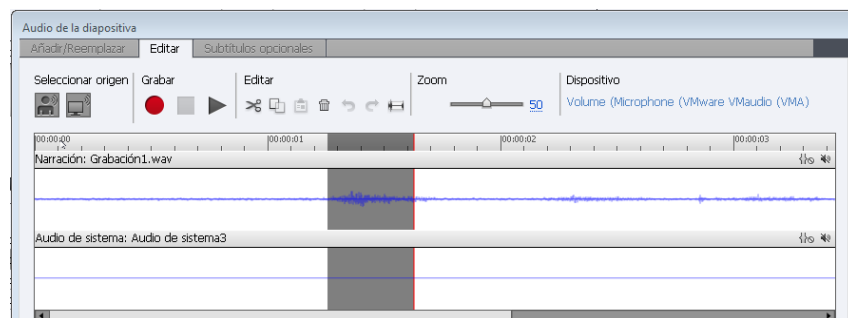 Audio de la diapositiva
Añadir/Reemplazar Editar Subtítulos opcionales
Seleccionar origen Grabar Editar Zoom Dispositivo
50 Volume (Microphone (VMware VMaudio (VMA)
00:00:00 00:00:01 00:00:02 00:00:03
Narración: Grabación1.wav
Audio de sistema: Audio de sistema3